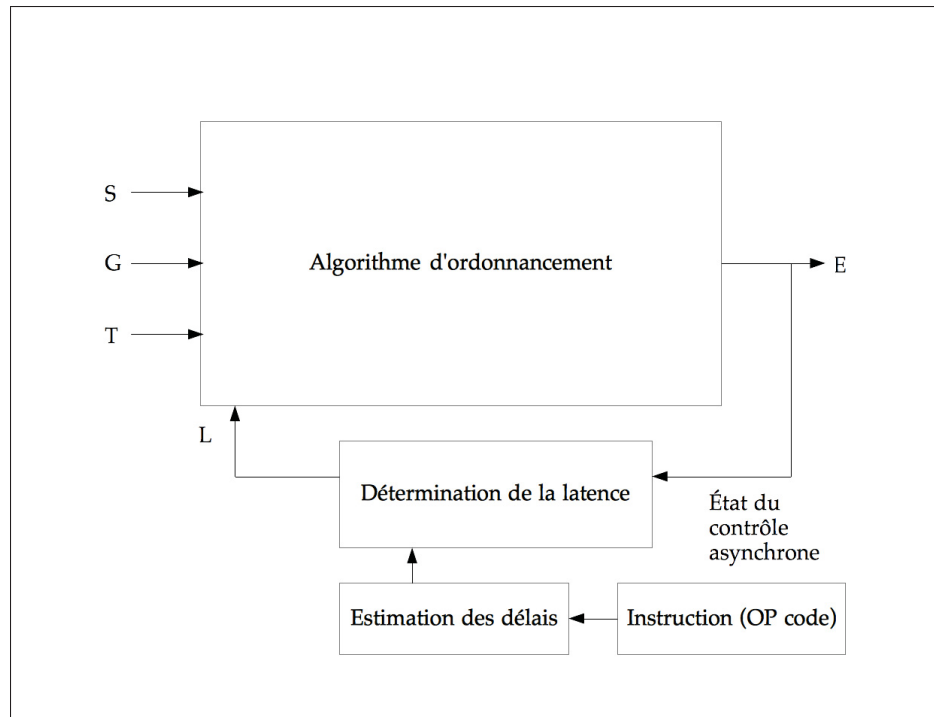 S
G
T
Algorithme d'ordonnancement
E
L
Détermination de la latence
État du
contrôle
asynchrone
Estimation des délais
Instruction (OP code)